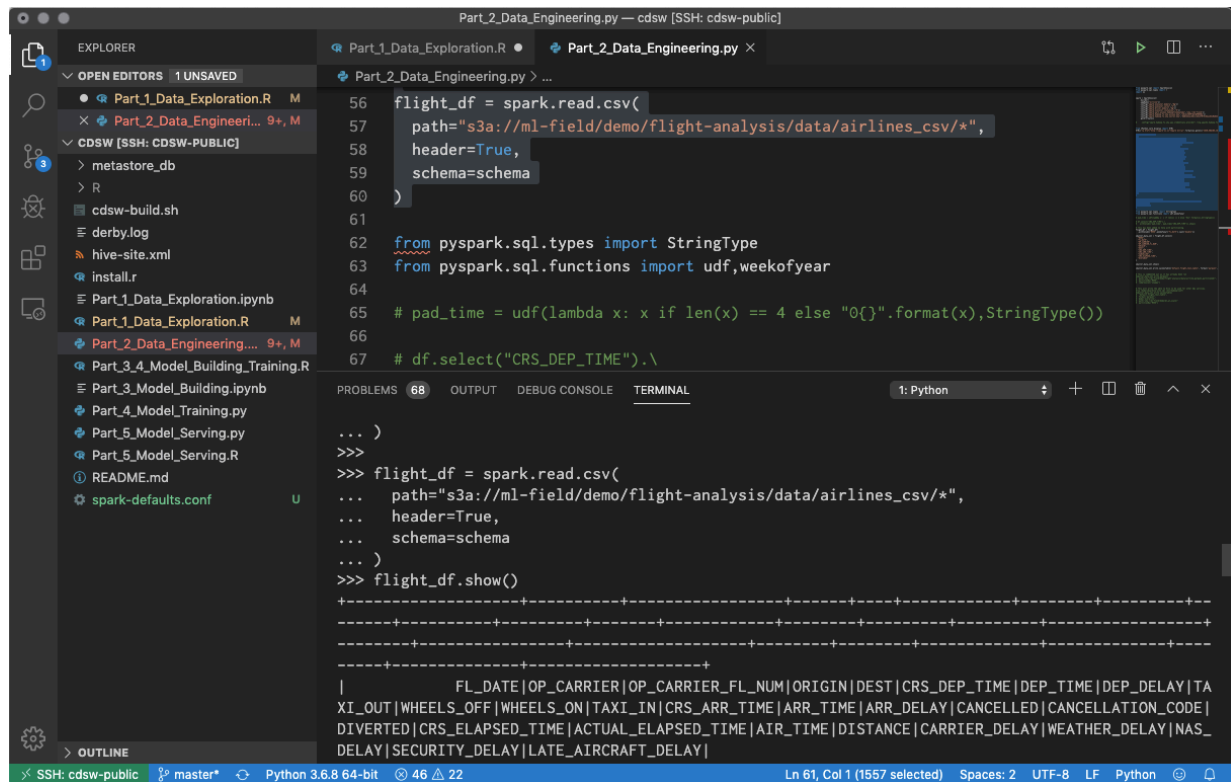 Part_2_Data_Engineering.py — cdsw [SSH: cdsw-public]
EXPLORER
OPEN EDITORS 1 UNSAVED
Part_1_Data_Exploration.R M
Part_2_Data_Engineeri... 9+, M
CDSW [SSH: CDSW-PUBLIC]
metastore_db
R
cdsw-build.sh
derby.log
hive-site.xml
install.r
Part_1_Data_Exploration.ipynb
Part_1_Data_Exploration.R M
Part_2_Data_Engineering.... 9+, M
Part_3_4_Model_Building_Training.R
Part_3_Model_Building.ipynb
Part_4_Model_Training.py
Part_5_Model_Serving.py
Part_5_Model_Serving.R
README.md
spark-defaults.conf U
OUTLINE
1
3
Part_1_Data_Exploration.R
Part_2_Data_Engineering.py
Part_2_Data_Engineering.py > ...
56 flight_df = spark.read.csv(
57 path="s3a://ml-field/demo/flight-analysis/data/airlines_csv/*",
58 header=True,
59 schema=schema
60 )
61
62 from pyspark.sql.types import StringType
63 from pyspark.sql.functions import udf,weekofyear
64
65 # pad_time = udf(lambda x: x if len(x) == 4 else "0{}".format(x),StringType())
66
67 # df.select("CRS_DEP_TIME").\
PROBLEMS 68 OUTPUT DEBUG CONSOLE TERMINAL 1: Python
... )
>>>
>>> flight_df = spark.read.csv(
... path="s3a://ml-field/demo/flight-analysis/data/airlines_csv/*",
... header=True,
... schema=schema
... )
>>> flight_df.show()
+-------------------+----------+-----------------+------+----+------------+--------+---------+--
------+----------+---------+-------+------------+--------+---------+---------+-----------------+
--------+----------------+-------------------+--------+--------+-------------+-------------+----
-----+--------------+-------------------+
| FL_DATE|OP_CARRIER|OP_CARRIER_FL_NUM|ORIGIN|DEST|CRS_DEP_TIME|DEP_TIME|DEP_DELAY|TA
XI_OUT|WHEELS_OFF|WHEELS_ON|TAXI_IN|CRS_ARR_TIME|ARR_TIME|ARR_DELAY|CANCELLED|CANCELLATION_CODE|
DIVERTED|CRS_ELAPSED_TIME|ACTUAL_ELAPSED_TIME|AIR_TIME|DISTANCE|CARRIER_DELAY|WEATHER_DELAY|NAS_
DELAY|SECURITY_DELAY|LATE_AIRCRAFT_DELAY|
SSH: cdsw-public master* Python 3.6.8 64-bit 46 22 Ln 61, Col 1 (1557 selected) Spaces: 2 UTF-8 LF Python